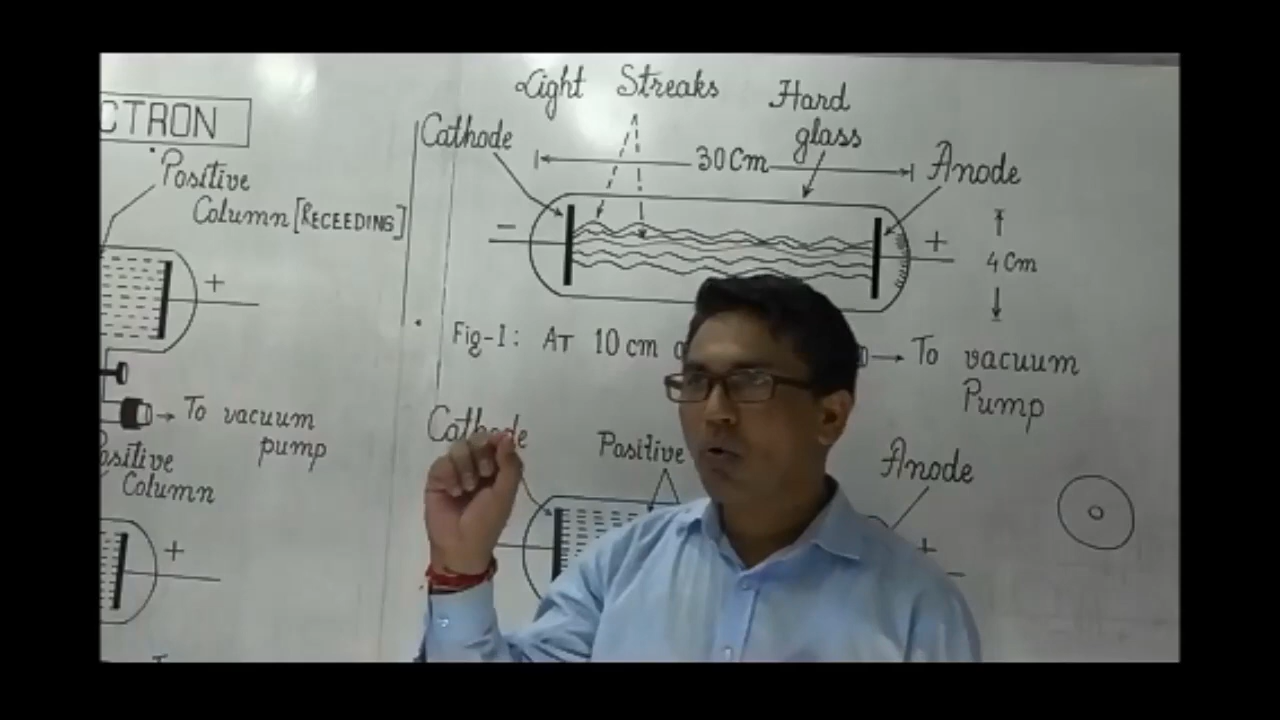 CTRON
Positive
Column [RECEEDING]
+
To vacuum
pump
Positive
Column
+
Light Streaks
Hard
glass
Cathode
30 Cm
Anode
−
+
4 Cm
Fig-1: AT 10 cm
To vacuum
Pump
Cathode
Positive
Anode
+